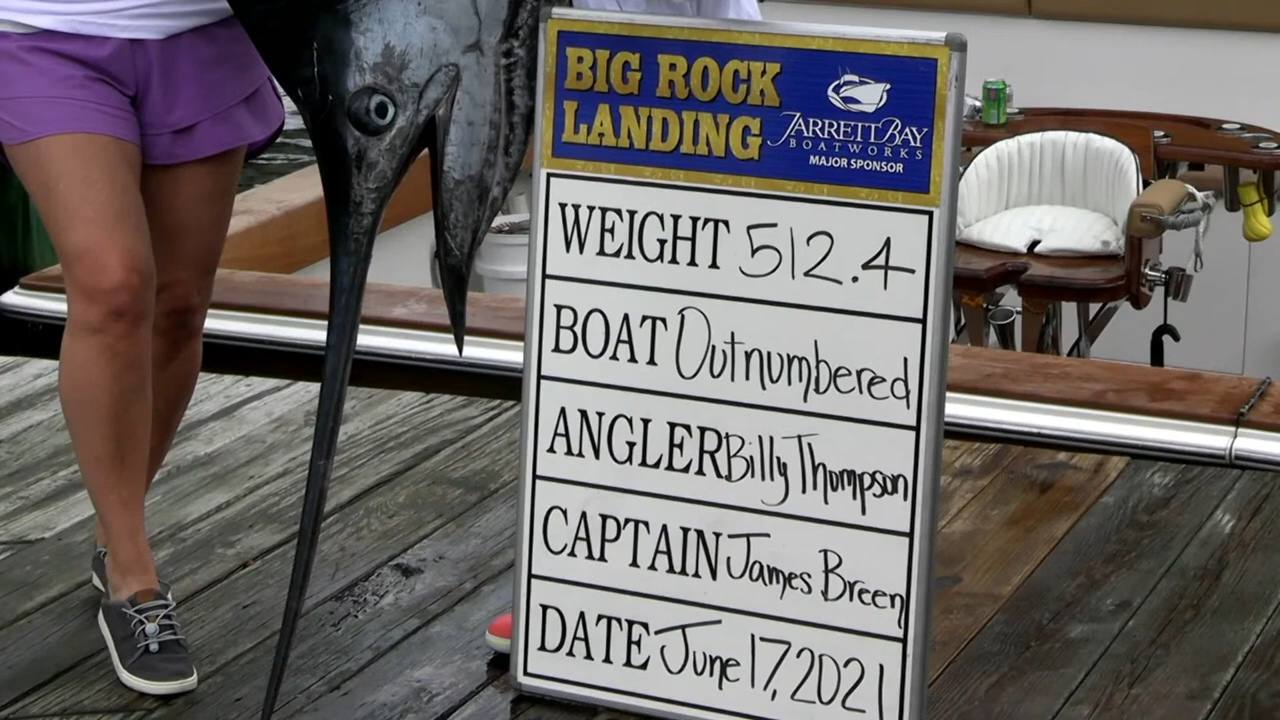 BIG ROCK
LANDING
JARRETT BAY
BOATWORKS
MAJOR SPONSOR
WEIGHT 512.4
BOAT Outnumbered
ANGLER Billy Thompson
CAPTAIN James Breen
DATE June 17, 2021